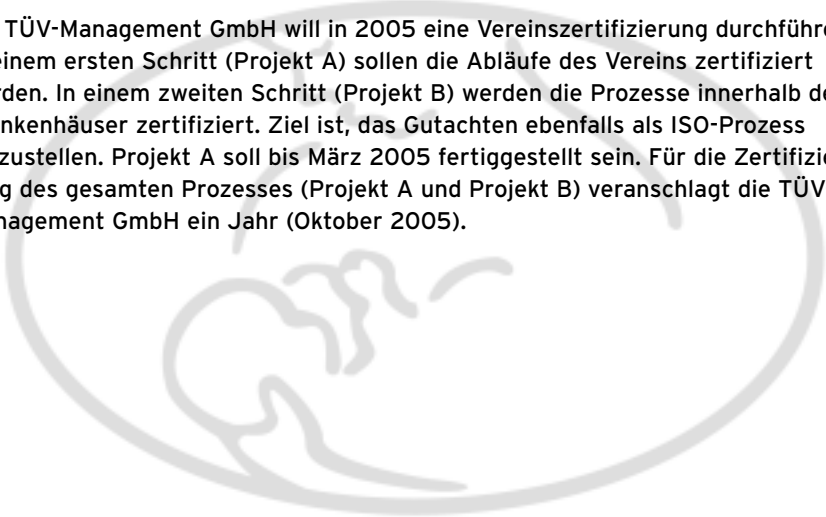 TÜV-Management GmbH will in 2005 eine Vereinszertifizierung durchführe
einem ersten Schritt (Projekt A) sollen die Abläufe des Vereins zertifiziert
rden. In einem zweiten Schritt (Projekt B) werden die Prozesse innerhalb de
nkenhäuser zertifiziert. Ziel ist, das Gutachten ebenfalls als ISO-Prozess
zustellen. Projekt A soll bis März 2005 fertiggestellt sein. Für die Zertifizie
g des gesamten Prozesses (Projekt A und Projekt B) veranschlagt die TÜV
nagement GmbH ein Jahr (Oktober 2005).